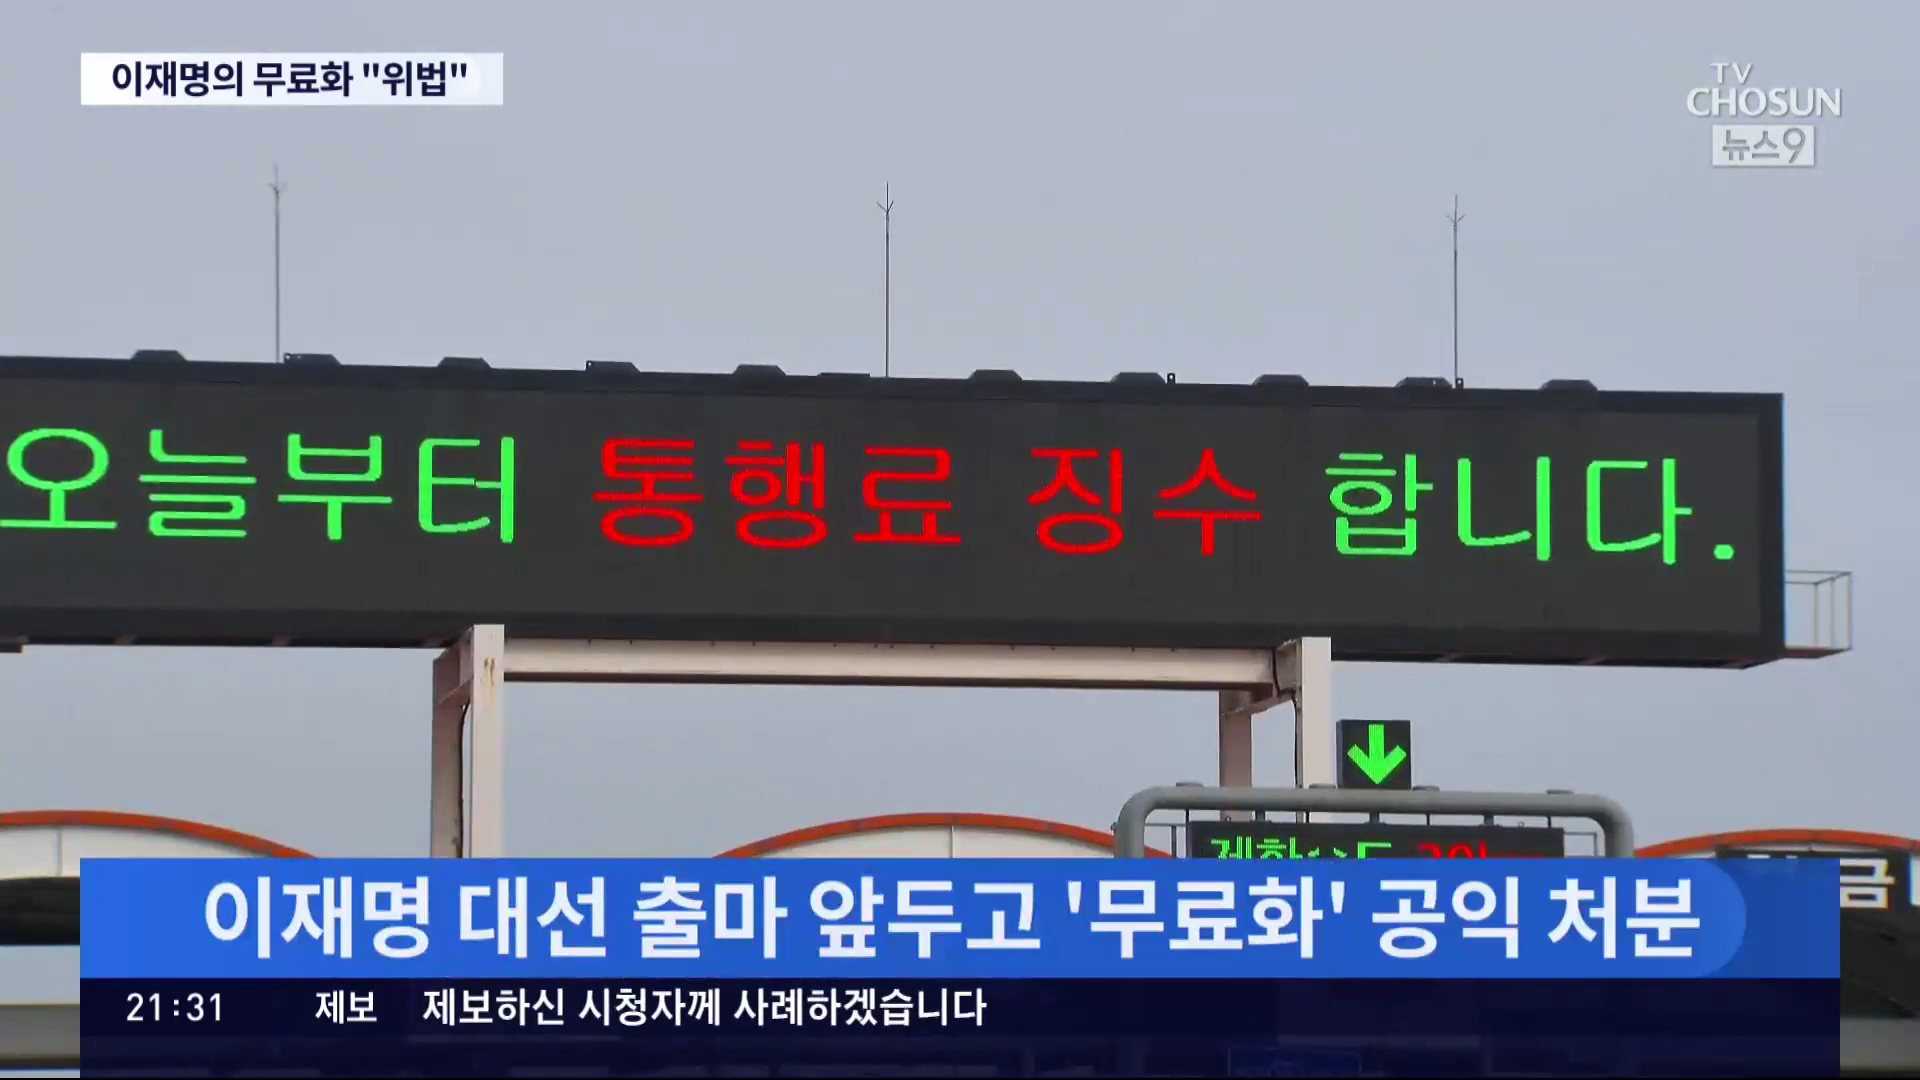 이재명의 무료화 "위법"
TV
CHOSUN
뉴스9
오늘부터 통행료 징수 합니다.
이재명 대선 출마 앞두고 '무료화' 공익 처분
21:31 제보 제보하신 시청자께 사례하겠습니다